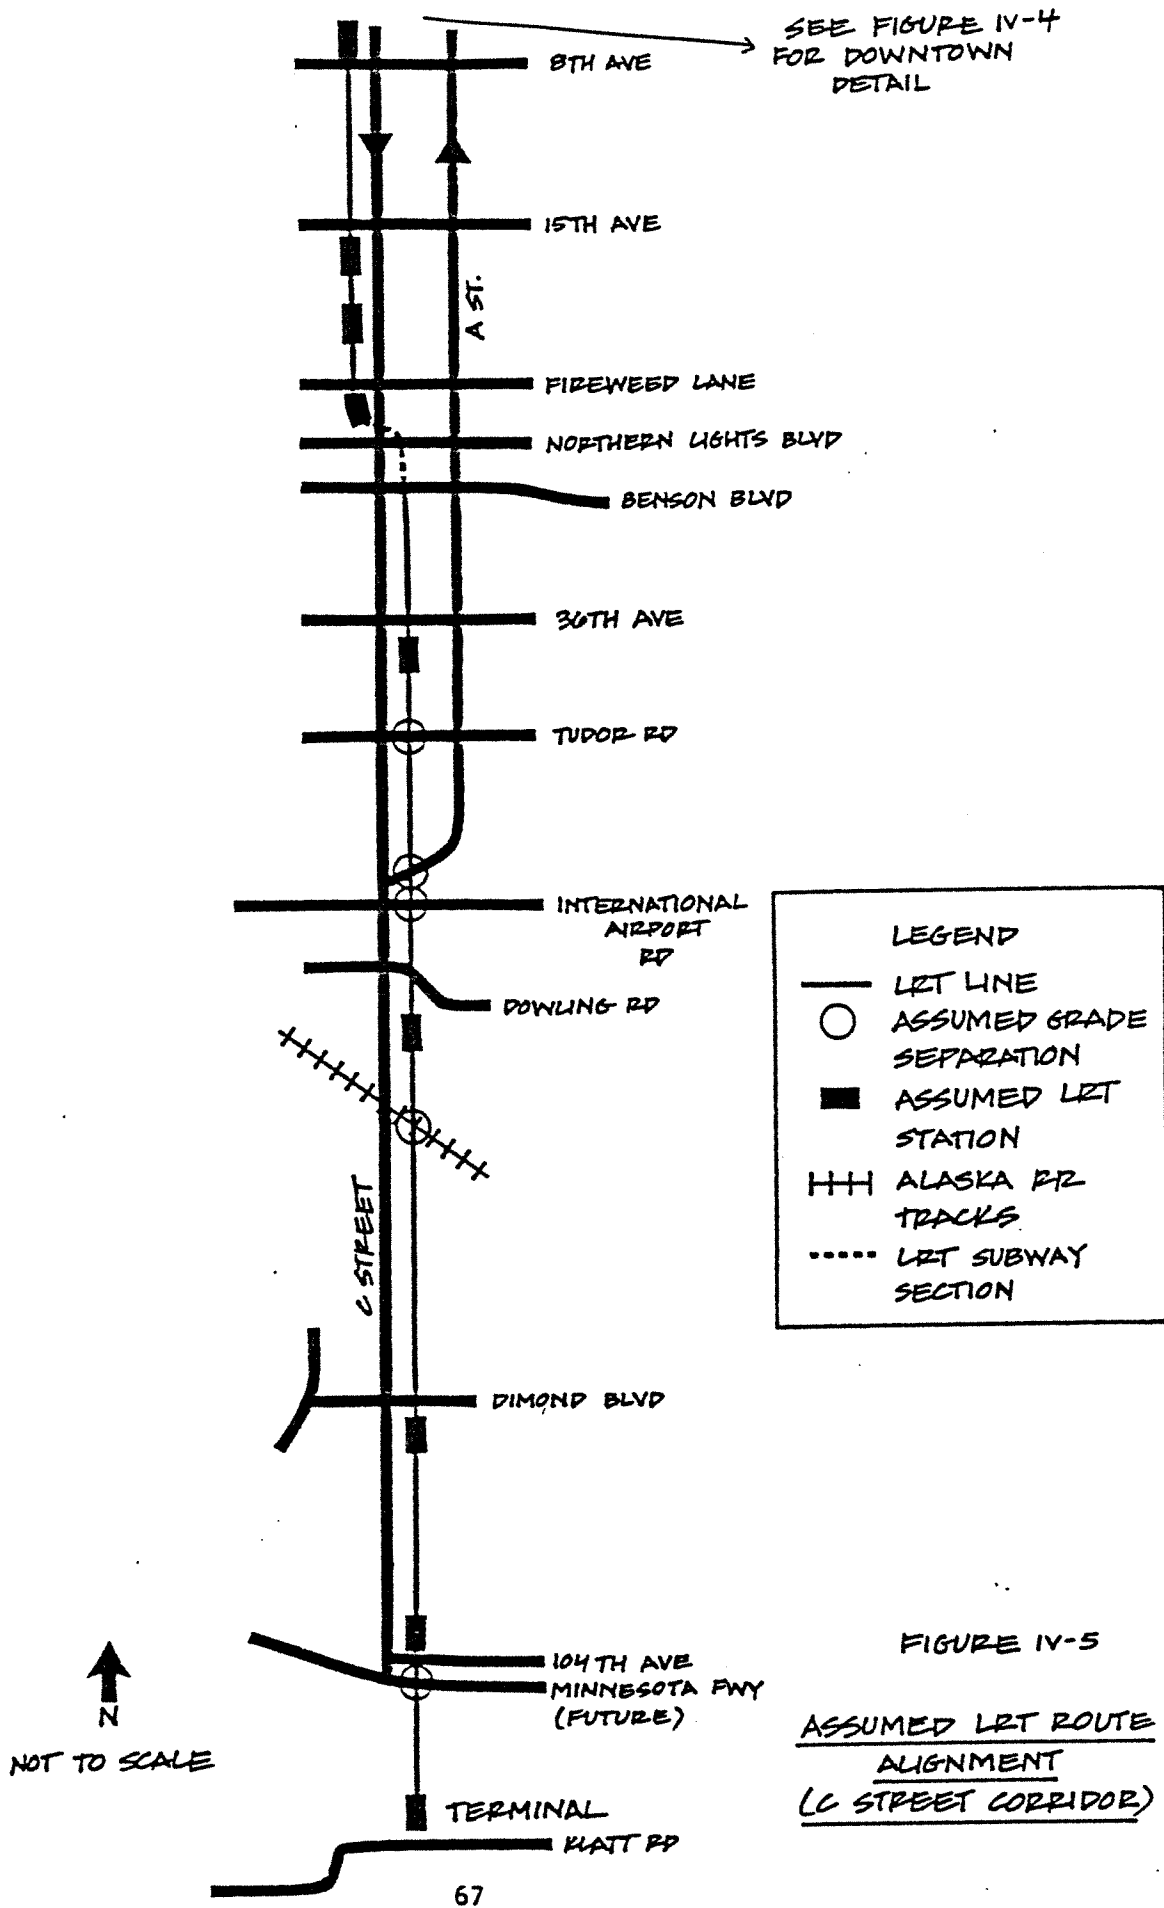 SEE FIGURE IV-4
FOR DOWNTOWN
DETAIL
8TH AVE
15TH AVE
A ST.
FIREWEED LANE
NORTHERN LIGHTS BLVD
BENSON BLVD
36TH AVE
TUDOR RD
INTERNATIONAL
AIRPORT
RD
DOWLING RD
C STREET
DIMOND BLVD
104TH AVE
MINNESOTA FWY
(FUTURE)
TERMINAL
KLATT RD
LEGEND
LRT LINE
ASSUMED GRADE
SEPARATION
ASSUMED LRT
STATION
ALASKA RR
TRACKS
LRT SUBWAY
SECTION
N
NOT TO SCALE
FIGURE IV-5
ASSUMED LRT ROUTE
ALIGNMENT
(C STREET CORRIDOR)
67